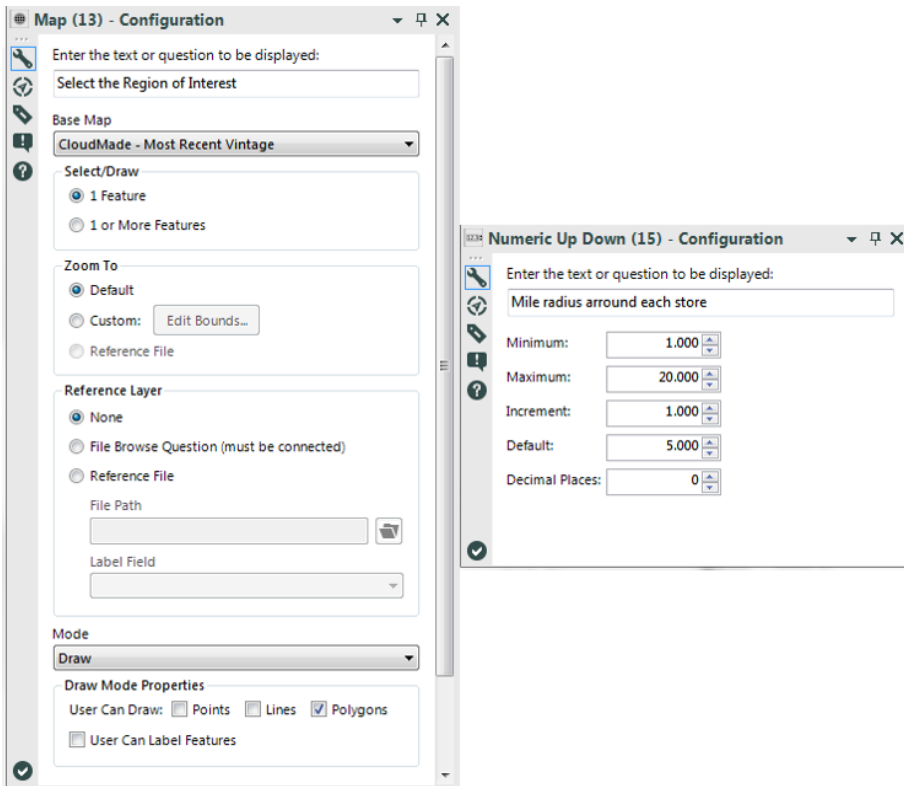 Map (13) - Configuration
Enter the text or question to be displayed:
Select the Region of Interest
Base Map
CloudMade - Most Recent Vintage
Select/Draw
1 Feature
1 or More Features
Zoom To
Default
Custom: Edit Bounds...
Reference File
Reference Layer
None
File Browse Question (must be connected)
Reference File
File Path
Label Field
Mode
Draw
Draw Mode Properties
User Can Draw: Points Lines Polygons
User Can Label Features
Numeric Up Down (15) - Configuration
Enter the text or question to be displayed:
Mile radius arround each store
Minimum: 1.000
Maximum: 20.000
Increment: 1.000
Default: 5.000
Decimal Places: 0